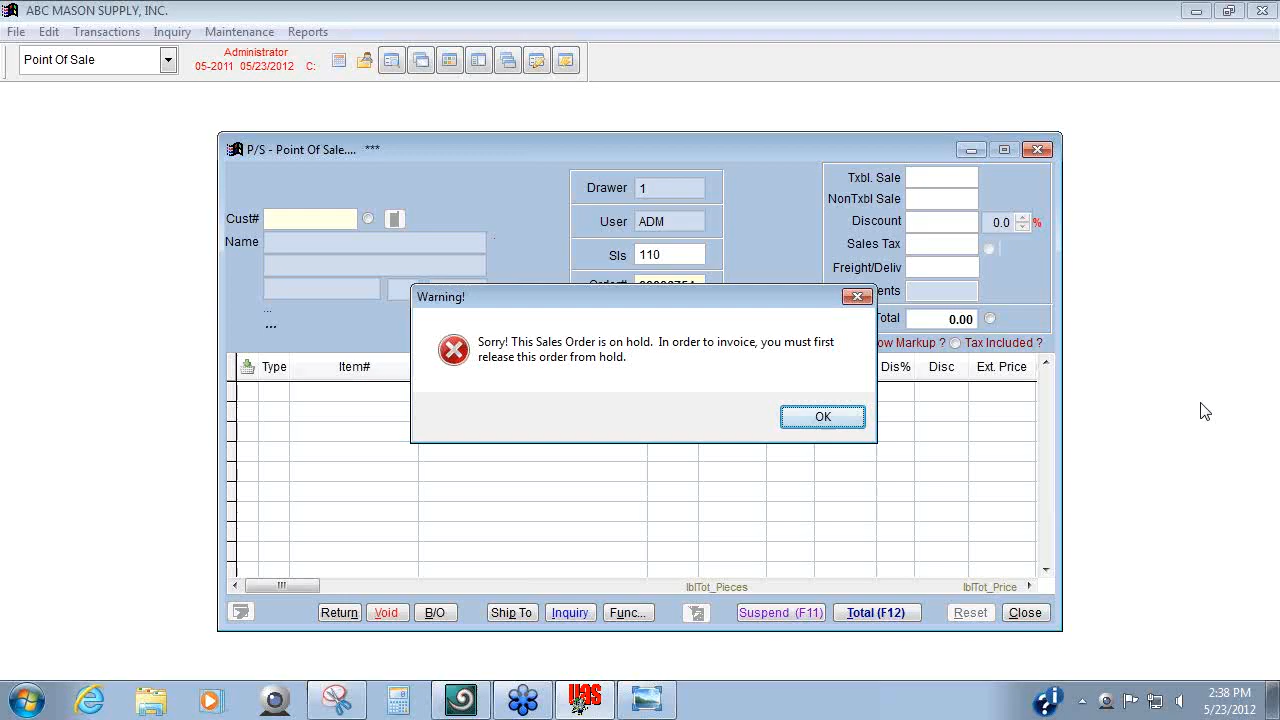 ABC MASON SUPPLY, INC.
File Edit Transactions Inquiry Maintenance Reports
Point Of Sale
Administrator
05-2011 05/23/2012 C:
P/S - Point Of Sale.... ***
Cust#
Name
...
...
Drawer 1
User ADM
Sls 110
Txbl. Sale
NonTxbl Sale
Discount 0.0 %
Sales Tax
Freight/Deliv
ents
Total 0.00
ow Markup ? Tax Included ?
Warning!
Sorry! This Sales Order is on hold. In order to invoice, you must first
release this order from hold.
OK
Type Item# Dis% Disc Ext. Price
lblTot_Pieces lblTot_Price
Return Void B/O Ship To Inquiry Func... Suspend (F11) Total (F12) Reset Close
2:38 PM
5/23/2012